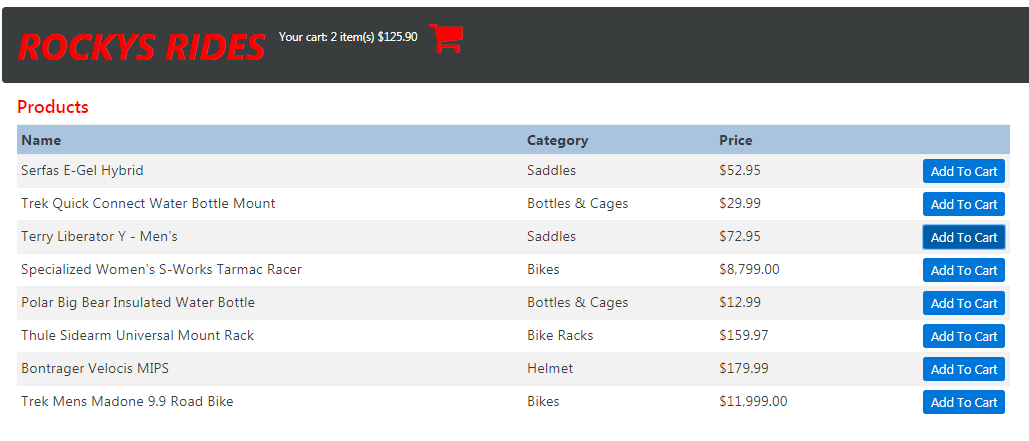 ROCKYS RIDES Your cart: 2 item(s) $125.90
Products
Name Category Price
Serfas E-Gel Hybrid Saddles $52.95 Add To Cart
Trek Quick Connect Water Bottle Mount Bottles & Cages $29.99 Add To Cart
Terry Liberator Y - Men's Saddles $72.95 Add To Cart
Specialized Women's S-Works Tarmac Racer Bikes $8,799.00 Add To Cart
Polar Big Bear Insulated Water Bottle Bottles & Cages $12.99 Add To Cart
Thule Sidearm Universal Mount Rack Bike Racks $159.97 Add To Cart
Bontrager Velocis MIPS Helmet $179.99 Add To Cart
Trek Mens Madone 9.9 Road Bike Bikes $11,999.00 Add To Cart